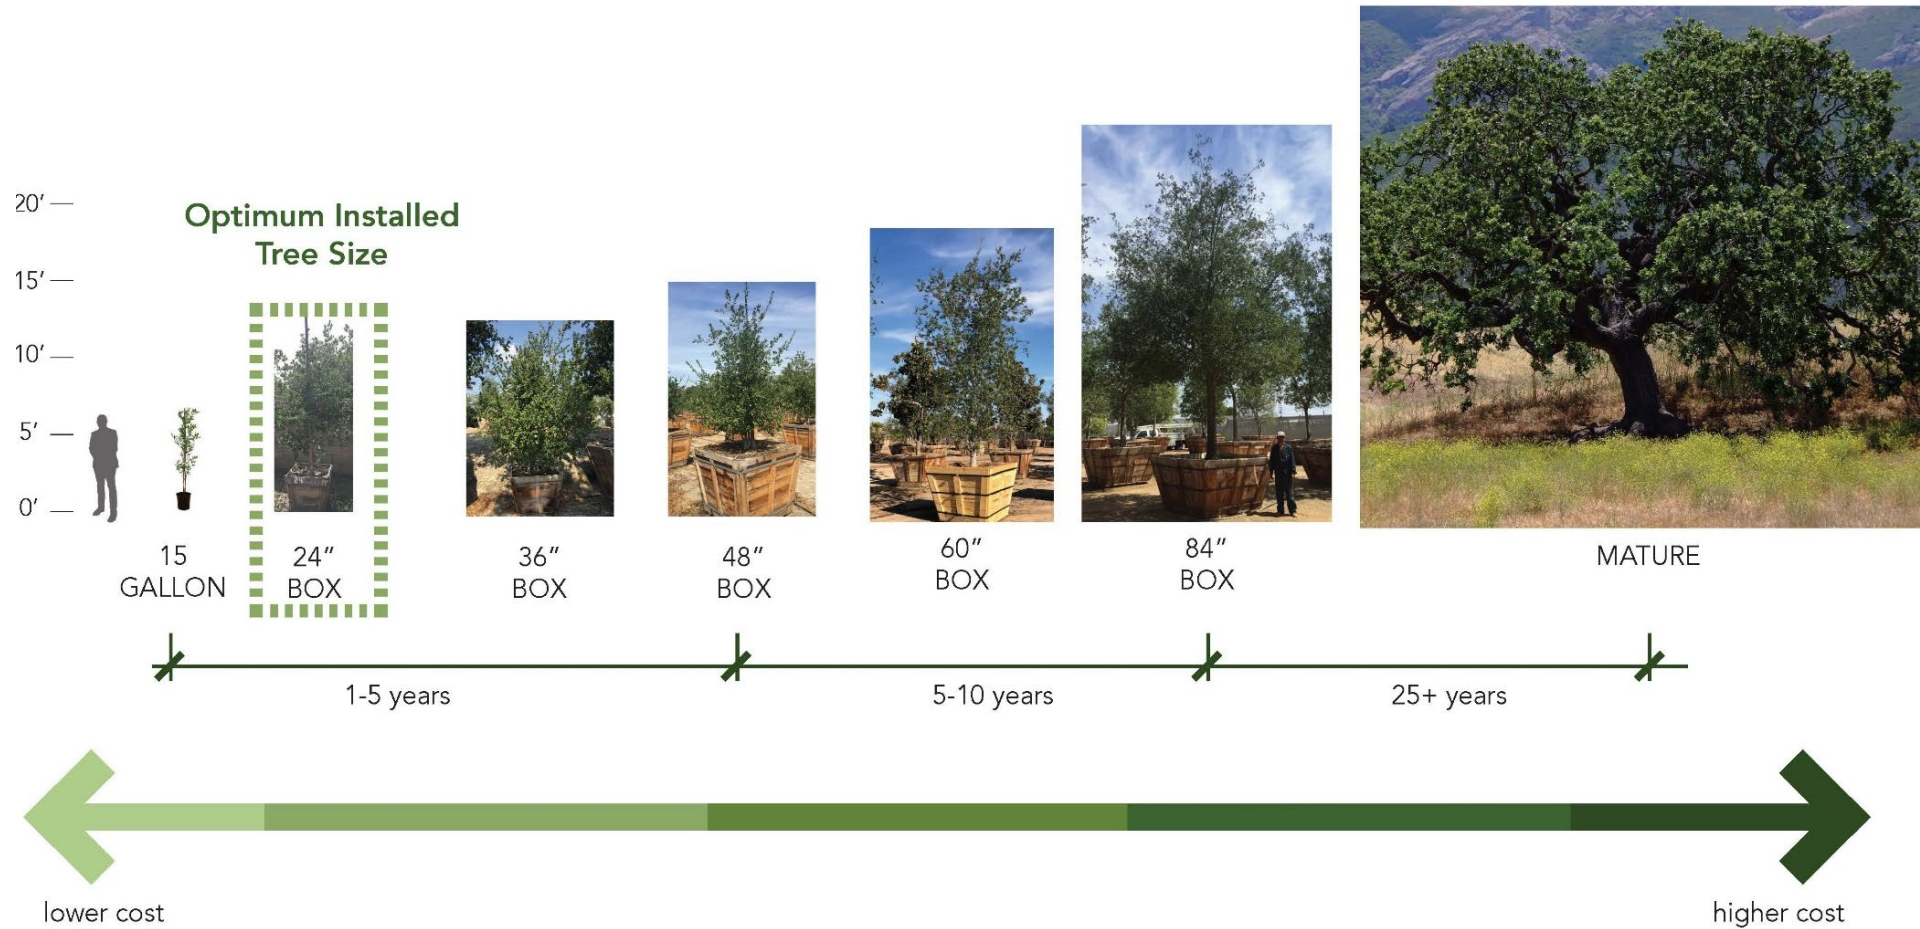 20′
15′
10′
5′
0′
Optimum Installed
Tree Size
15
GALLON
24″
BOX
36″
BOX
48″
BOX
60″
BOX
84″
BOX
MATURE
1-5 years
5-10 years
25+ years
lower cost
higher cost